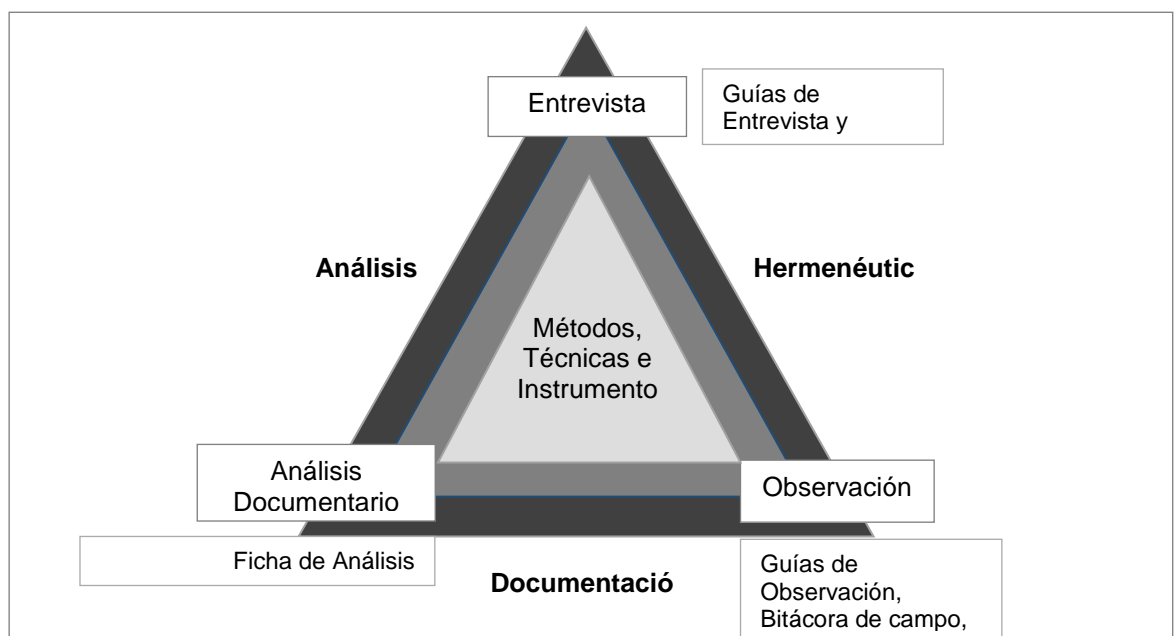 Entrevista
Guías de
Entrevista y
Análisis
Hermenéutic
Métodos,
Técnicas e
Instrumento
Análisis
Documentario
Observación
Ficha de Análisis
Documentació
Guías de
Observación,
Bitácora de campo,